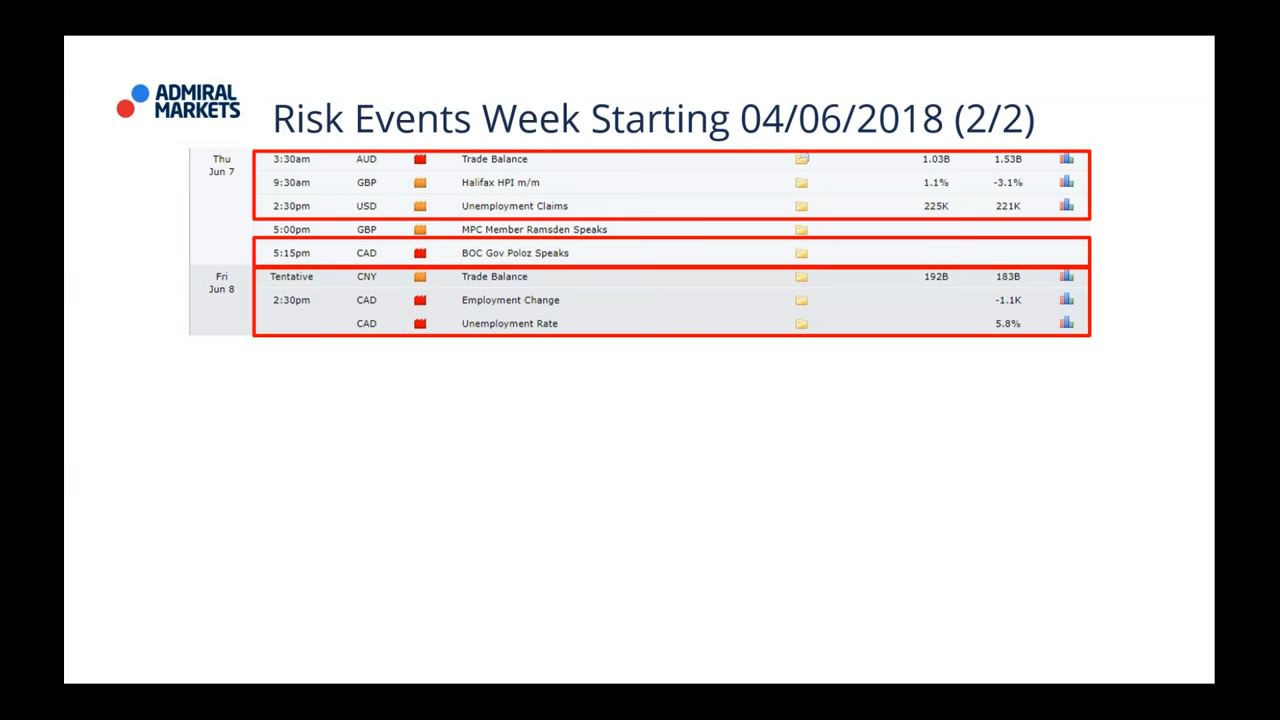 ADMIRAL
MARKETS
Risk Events Week Starting 04/06/2018 (2/2)
Thu 3:30am AUD Trade Balance 1.03B 1.53B
Jun 7
9:30am GBP Halifax HPI m/m 1.1% -3.1%
2:30pm USD Unemployment Claims 225K 221K
5:00pm GBP MPC Member Ramsden Speaks
5:15pm CAD BOC Gov Poloz Speaks
Fri Tentative CNY Trade Balance 192B 183B
Jun 8
2:30pm CAD Employment Change -1.1K
CAD Unemployment Rate 5.8%